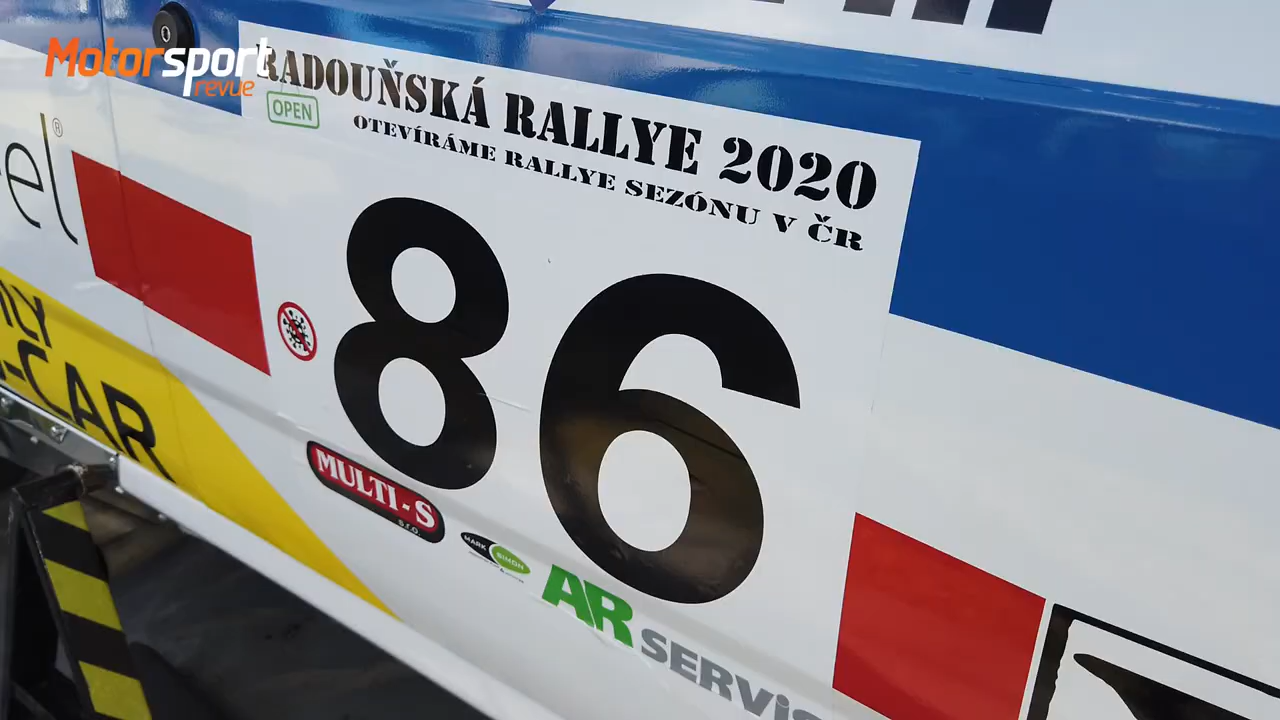 Motorsport
revue
RADOUŇSKÁ RALLYE 2020
OPEN
OTEVÍRÁME RALLYE SEZÓNU V ČR
86
MULTI-S
s.r.o.
MARK SIMON
AR SERVIS
CAR